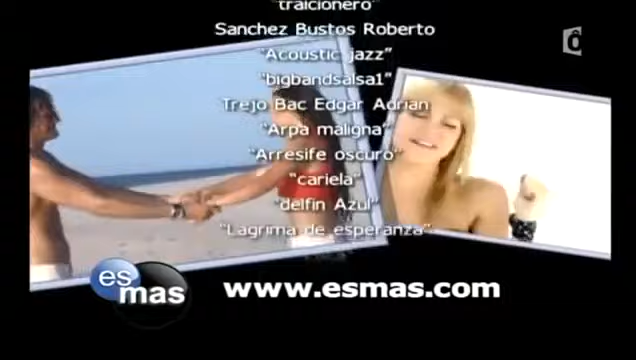 "traicionero"
Sanchez Bustos Roberto
"Acoustic jazz"
"bigbandsalsa1"
Trejo Bac Edgar Adrian
"Arpa maligna"
"Arresife oscuro"
"cariela"
"delfin Azul"
"Lagrima de esperanza"
es
mas
www.esmas.com